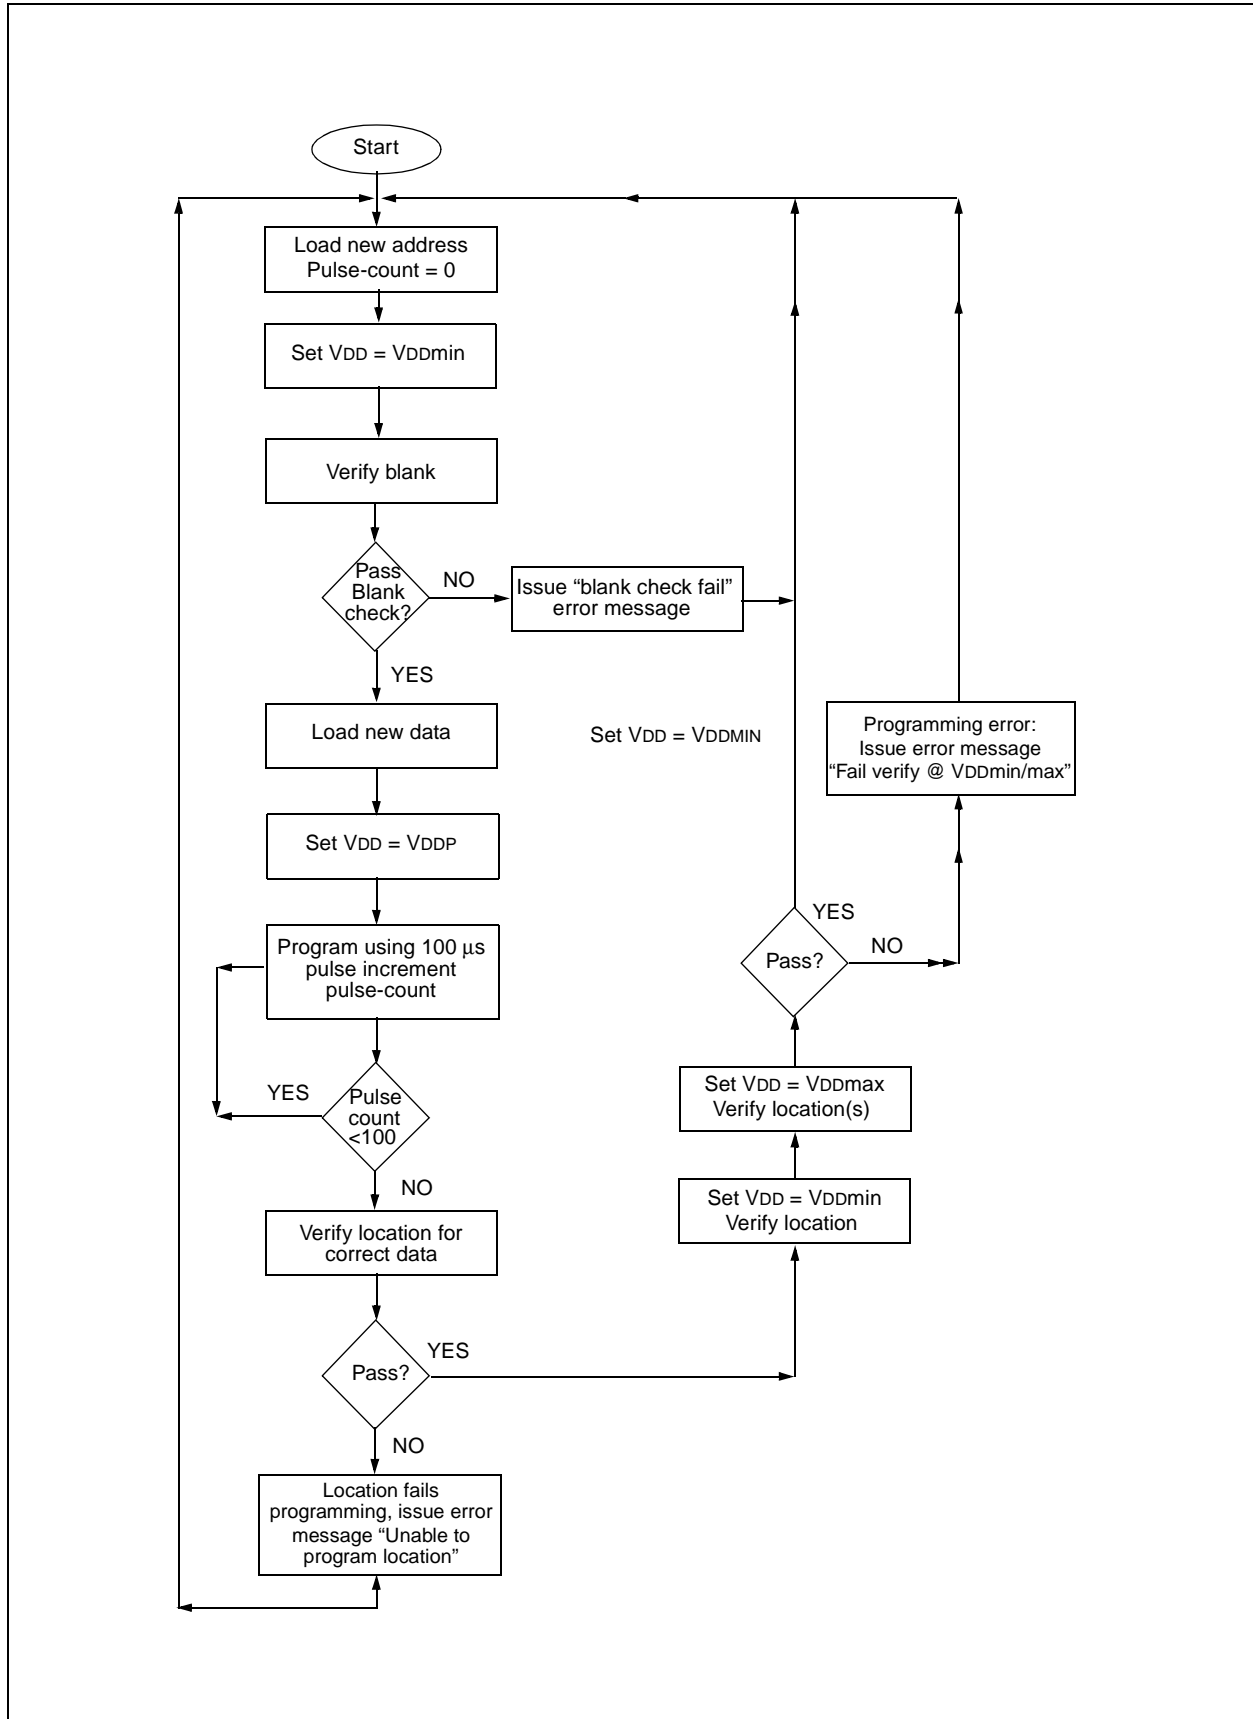 Start
Load new address
Pulse-count = 0
Set VDD = VDDmin
Verify blank
Pass
Blank
check?
NO
Issue “blank check fail”
error message
YES
Load new data
Set VDD = VDDMIN
Programming error:
Issue error message
“Fail verify @ VDDmin/max”
Set VDD = VDDP
Program using 100 μs
pulse increment
pulse-count
YES
Pass?
NO
YES
Pulse
count
<100
Set VDD = VDDmax
Verify location(s)
NO
Set VDD = VDDmin
Verify location
Verify location for
correct data
Pass?
YES
NO
Location fails
programming, issue error
message “Unable to
program location”